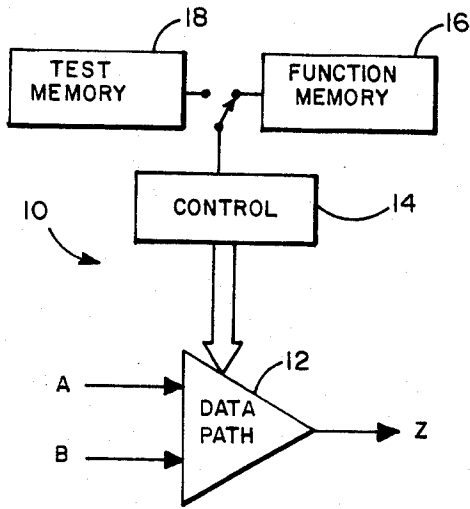 18
16
TEST
MEMORY
FUNCTION
MEMORY
10
CONTROL
14
12
A
DATA
PATH
Z
B